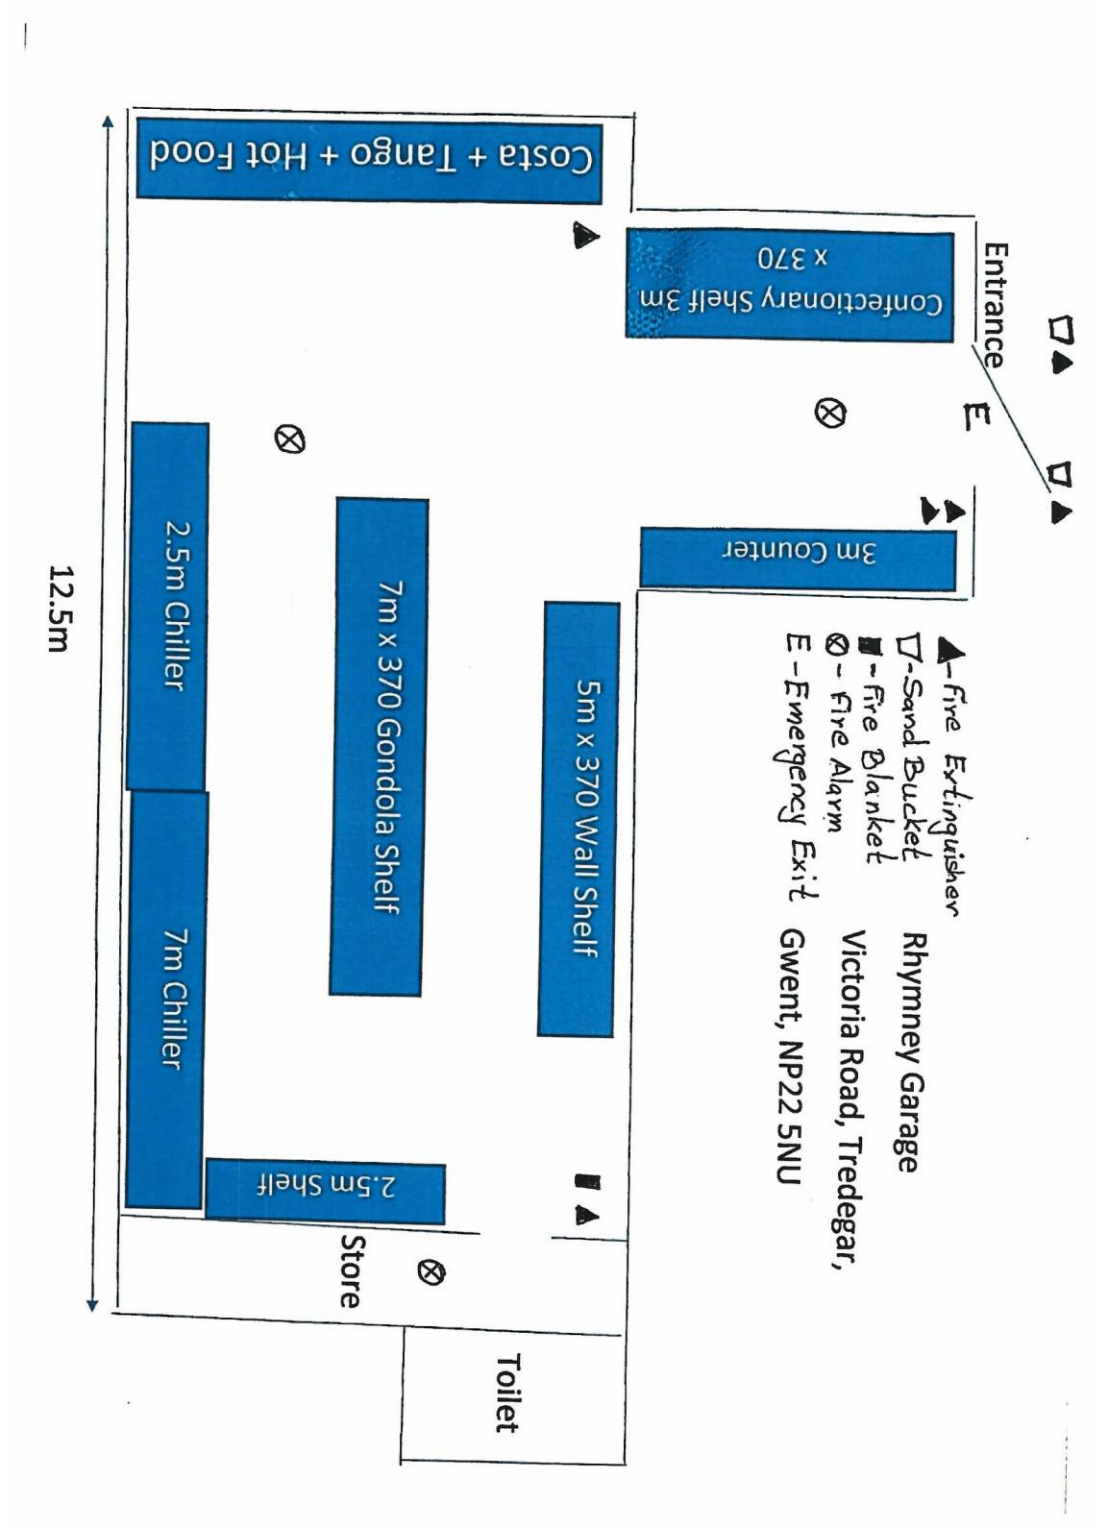 Entrance
E
Costa + Tango + Hot Food
Confectionary Shelf 3m
x 370
3m Counter
▲-Fire Extinguisher
-Sand Bucket
■-Fire Blanket
⊗-Fire Alarm
E-Emergency Exit
Rhymney Garage
Victoria Road, Tredegar,
Gwent, NP22 5NU
5m x 370 Wall Shelf
7m x 370 Gondola Shelf
2.5m Chiller
7m Chiller
2.5m Shelf
Store
Toilet
12.5m